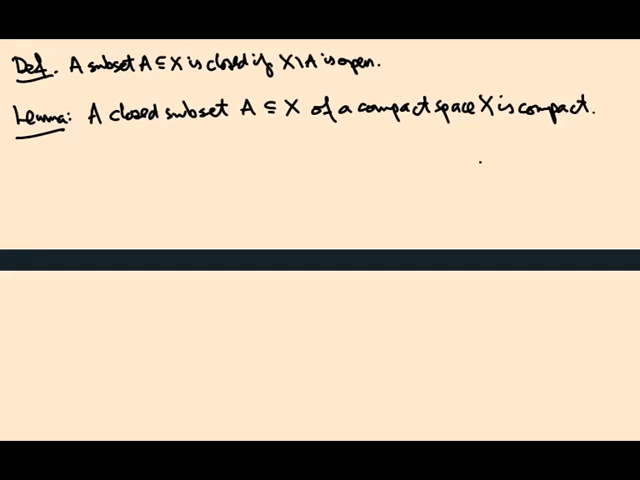 Def. A subset A ⊆ X is closed if X \ A is open.
Lemma: A closed subset A ⊆ X of a compact space X is compact.